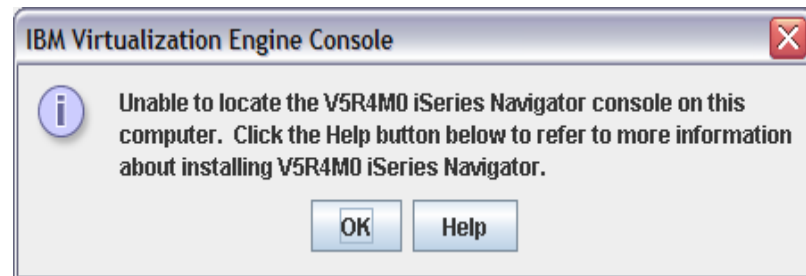 IBM Virtualization Engine Console
Unable to locate the V5R4M0 iSeries Navigator console on this
computer. Click the Help button below to refer to more information
about installing V5R4M0 iSeries Navigator.
OK Help